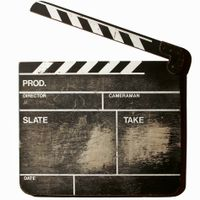 PROD.
DIRECTOR CAMERAMAN
SLATE TAKE
DATE